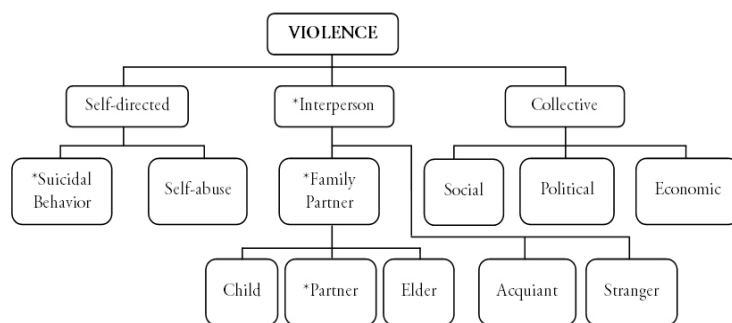 VIOLENCE
Self-directed
*Interperson
Collective
*Suicidal
Behavior
Self-abuse
*Family
Partner
Social
Political
Economic
Child
*Partner
Elder
Acquiant
Stranger